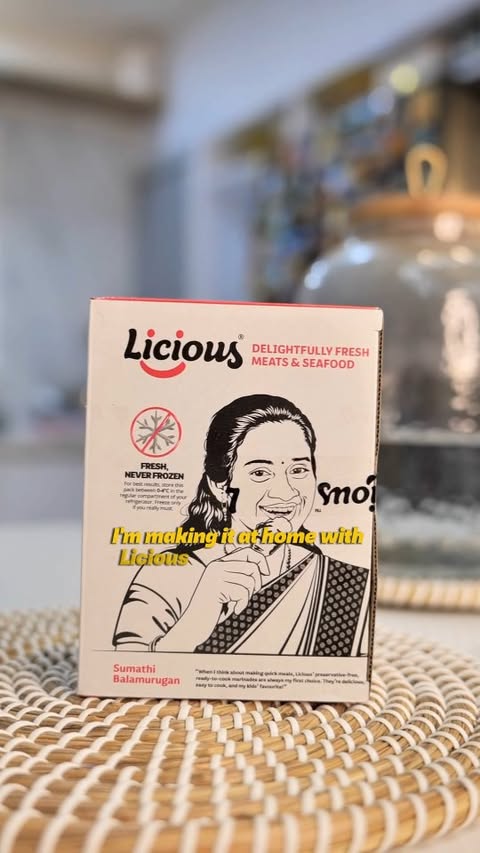 Licious®
DELIGHTFULLY FRESH
MEATS & SEAFOOD
FRESH,
NEVER FROZEN
For best results, store this
pack between 0-4°C in the
regular compartment of your
refrigerator. Freeze only
if you really must.
I'm making it at home with
Licious
Sumathi
Balamurugan
"When I think about making quick meals, Licious' preservative-free,
ready-to-cook marinades are always my first choice. They're delicious,
easy to cook, and my kids' favourite!"